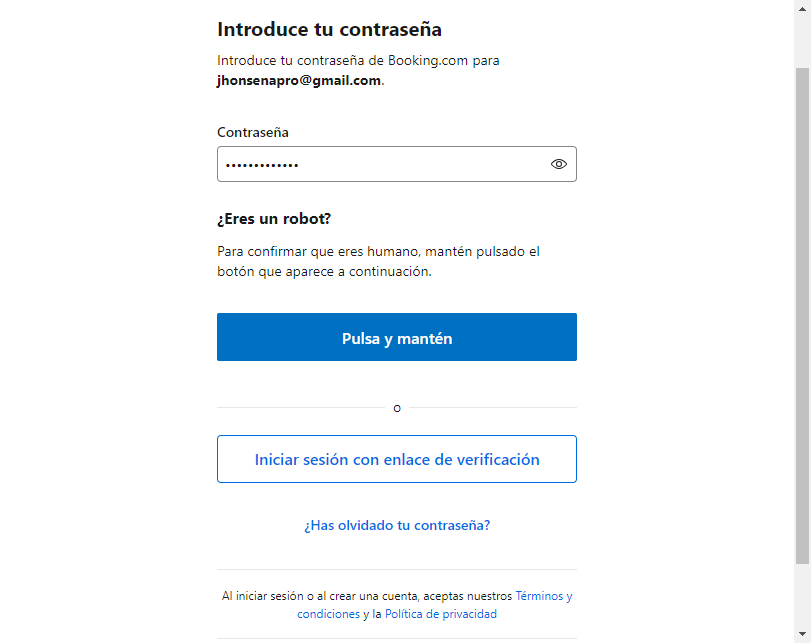 Introduce tu contraseña
Introduce tu contraseña de Booking.com para
jhonsenapro@gmail.com.
Contraseña
•••••••••••••
¿Eres un robot?
Para confirmar que eres humano, mantén pulsado el
botón que aparece a continuación.
Pulsa y mantén
o
Iniciar sesión con enlace de verificación
¿Has olvidado tu contraseña?
Al iniciar sesión o al crear una cuenta, aceptas nuestros Términos y
condiciones y la Política de privacidad